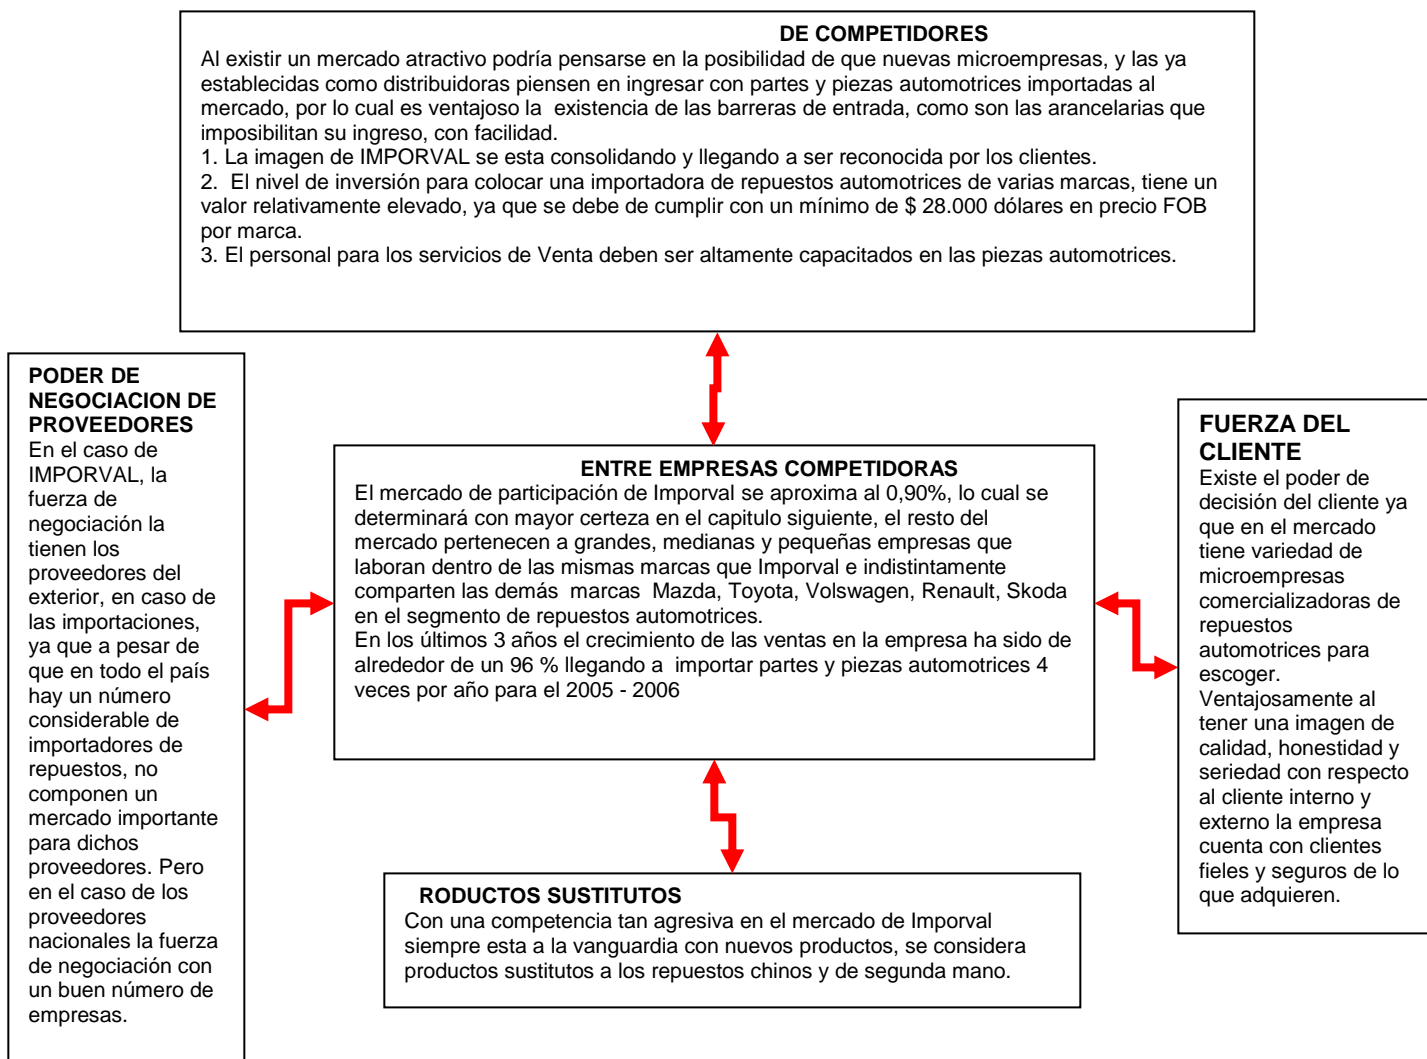 DE COMPETIDORES
Al existir un mercado atractivo podría pensarse en la posibilidad de que nuevas microempresas, y las ya
establecidas como distribuidoras piensen en ingresar con partes y piezas automotrices importadas al
mercado, por lo cual es ventajoso la existencia de las barreras de entrada, como son las arancelarias que
imposibilitan su ingreso, con facilidad.
1. La imagen de IMPORVAL se esta consolidando y llegando a ser reconocida por los clientes.
2. El nivel de inversión para colocar una importadora de repuestos automotrices de varias marcas, tiene un
valor relativamente elevado, ya que se debe de cumplir con un mínimo de $ 28.000 dólares en precio FOB
por marca.
3. El personal para los servicios de Venta deben ser altamente capacitados en las piezas automotrices.
PODER DE
NEGOCIACION DE
PROVEEDORES
En el caso de
IMPORVAL, la
fuerza de
negociación la
tienen los
proveedores del
exterior, en caso de
las importaciones,
ya que a pesar de
que en todo el país
hay un número
considerable de
importadores de
repuestos, no
componen un
mercado importante
para dichos
proveedores. Pero
en el caso de los
proveedores
nacionales la fuerza
de negociación con
un buen número de
empresas.
ENTRE EMPRESAS COMPETIDORAS
El mercado de participación de Imporval se aproxima al 0,90%, lo cual se
determinará con mayor certeza en el capitulo siguiente, el resto del
mercado pertenecen a grandes, medianas y pequeñas empresas que
laboran dentro de las mismas marcas que Imporval e indistintamente
comparten las demás marcas Mazda, Toyota, Volswagen, Renault, Skoda
en el segmento de repuestos automotrices.
En los últimos 3 años el crecimiento de las ventas en la empresa ha sido de
alrededor de un 96 % llegando a importar partes y piezas automotrices 4
veces por año para el 2005 - 2006
FUERZA DEL
CLIENTE
Existe el poder de
decisión del cliente ya
que en el mercado
tiene variedad de
microempresas
comercializadoras de
repuestos
automotrices para
escoger.
Ventajosamente al
tener una imagen de
calidad, honestidad y
seriedad con respecto
al cliente interno y
externo la empresa
cuenta con clientes
fieles y seguros de lo
que adquieren.
RODUCTOS SUSTITUTOS
Con una competencia tan agresiva en el mercado de Imporval
siempre esta a la vanguardia con nuevos productos, se considera
productos sustitutos a los repuestos chinos y de segunda mano.